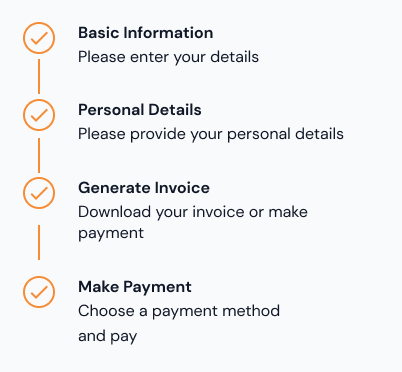 Basic Information
Please enter your details
Personal Details
Please provide your personal details
Generate Invoice
Download your invoice or make
payment
Make Payment
Choose a payment method
and pay